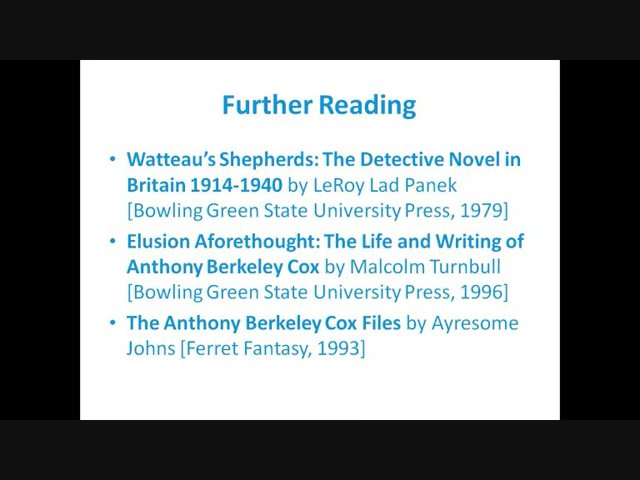 Further Reading
• Watteau's Shepherds: The Detective Novel in
Britain 1914-1940 by LeRoy Lad Panek
[Bowling Green State University Press, 1979]
• Elusion Aforethought: The Life and Writing of
Anthony Berkeley Cox by Malcolm Turnbull
[Bowling Green State University Press, 1996]
• The Anthony Berkeley Cox Files by Ayresome
Johns [Ferret Fantasy, 1993]